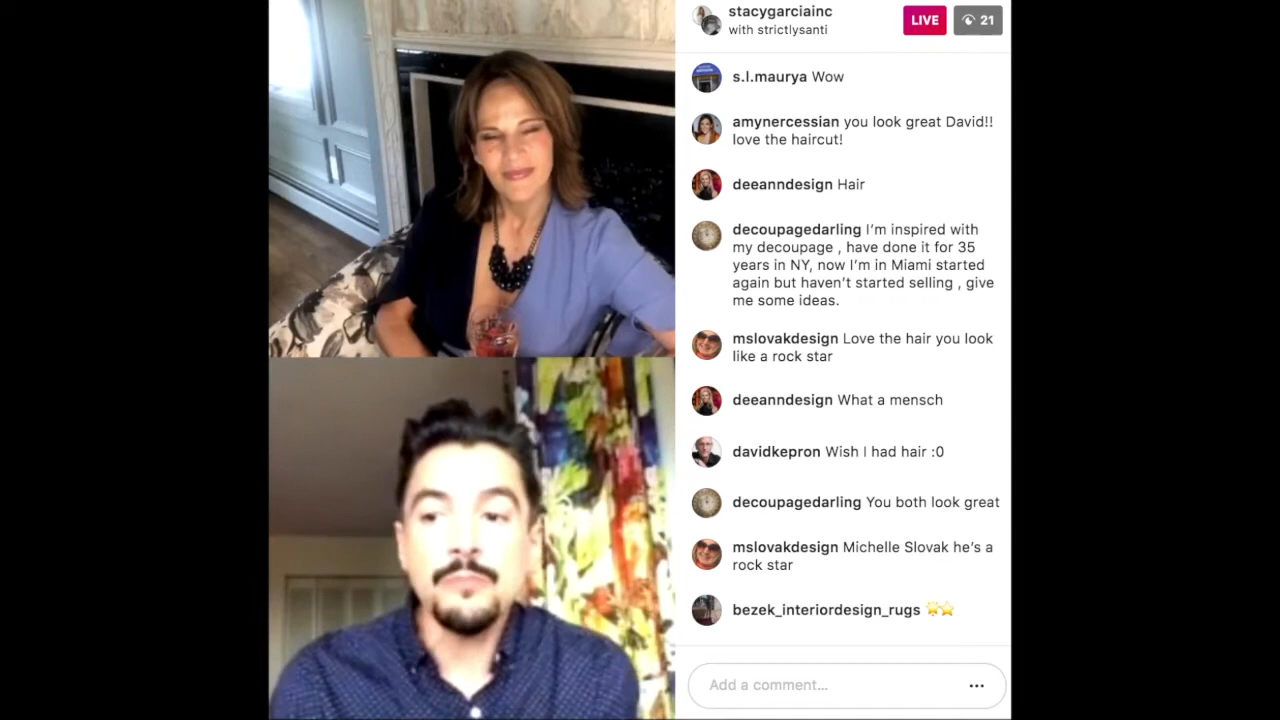 stacygarciainc
with strictlysanti
LIVE
21
s.l.maurya Wow
amynercessian you look great David!!
love the haircut!
deeanndesign Hair
decoupagedarling I'm inspired with
my decoupage , have done it for 35
years in NY, now I'm in Miami started
again but haven't started selling , give
me some ideas.
mslovakdesign Love the hair you look
like a rock star
deeanndesign What a mensch
davidkepron Wish I had hair :0
decoupagedarling You both look great
mslovakdesign Michelle Slovak he's a
rock star
bezek_interiordesign_rugs 🌟⭐
Add a comment...